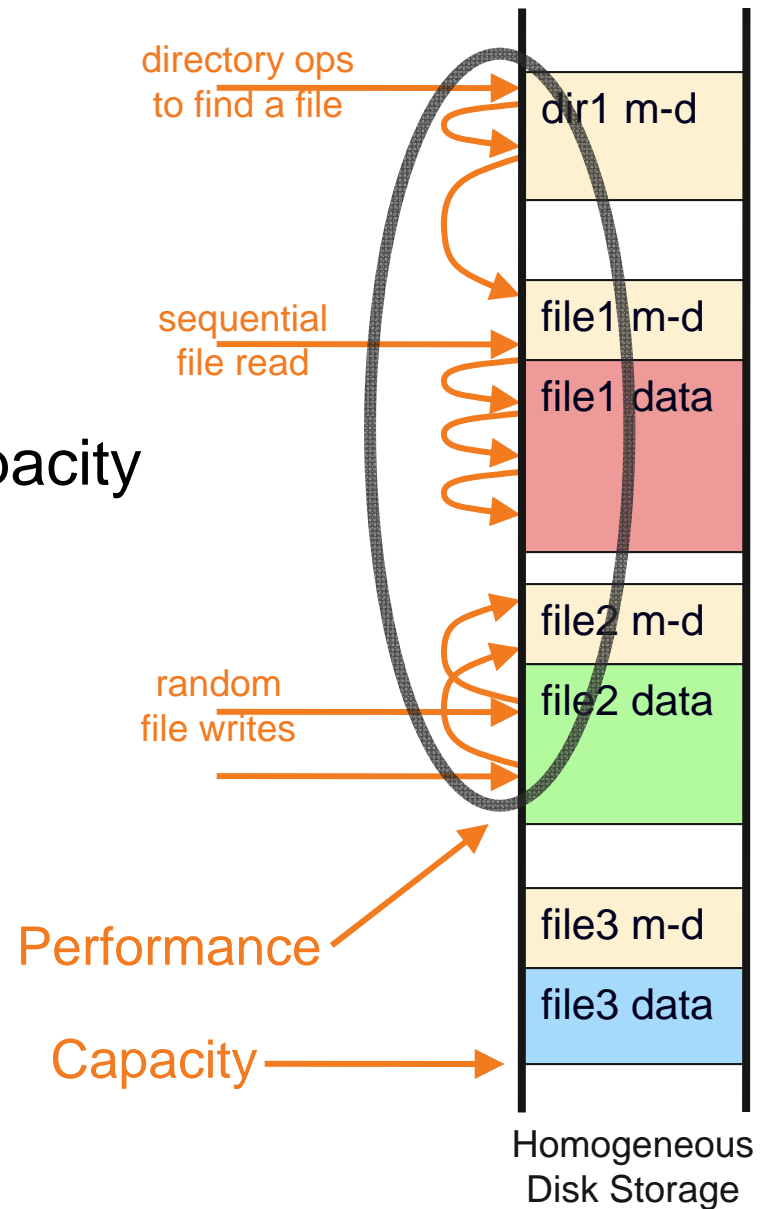 directory ops
to find a file
dir1 m-d
sequential
file read
file1 m-d
file1 data
file2 m-d
random
file writes
file2 data
Performance
file3 m-d
file3 data
Capacity
Homogeneous
Disk Storage